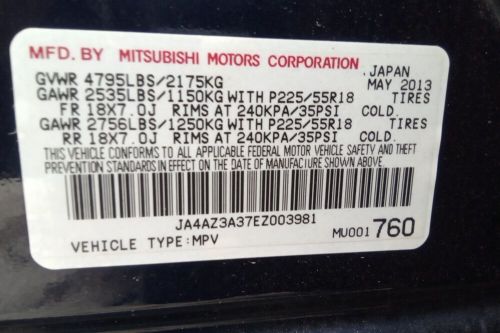 MFD. BY MITSUBISHI MOTORS CORPORATION
GVWR 4795LBS/2175KG JAPAN MAY 2013
GAWR 2535LBS/1150KG WITH P225/55R18 TIRES
FR 18X7.0J RIMS AT 240KPA/35PSI COLD.
GAWR 2756LBS/1250KG WITH P225/55R18 TIRES
RR 18X7.0J RIMS AT 240KPA/35PSI COLD.
THIS VEHICLE CONFORMS TO ALL APPLICABLE FEDERAL MOTOR VEHICLE SAFETY, BUMPER, AND THEFT
PREVENTION STANDARDS IN EFFECT ON THE DATE OF MANUFACTURE SHOWN ABOVE.
JA4AZ3A37EZ003981
VEHICLE TYPE:MPV MU001 760